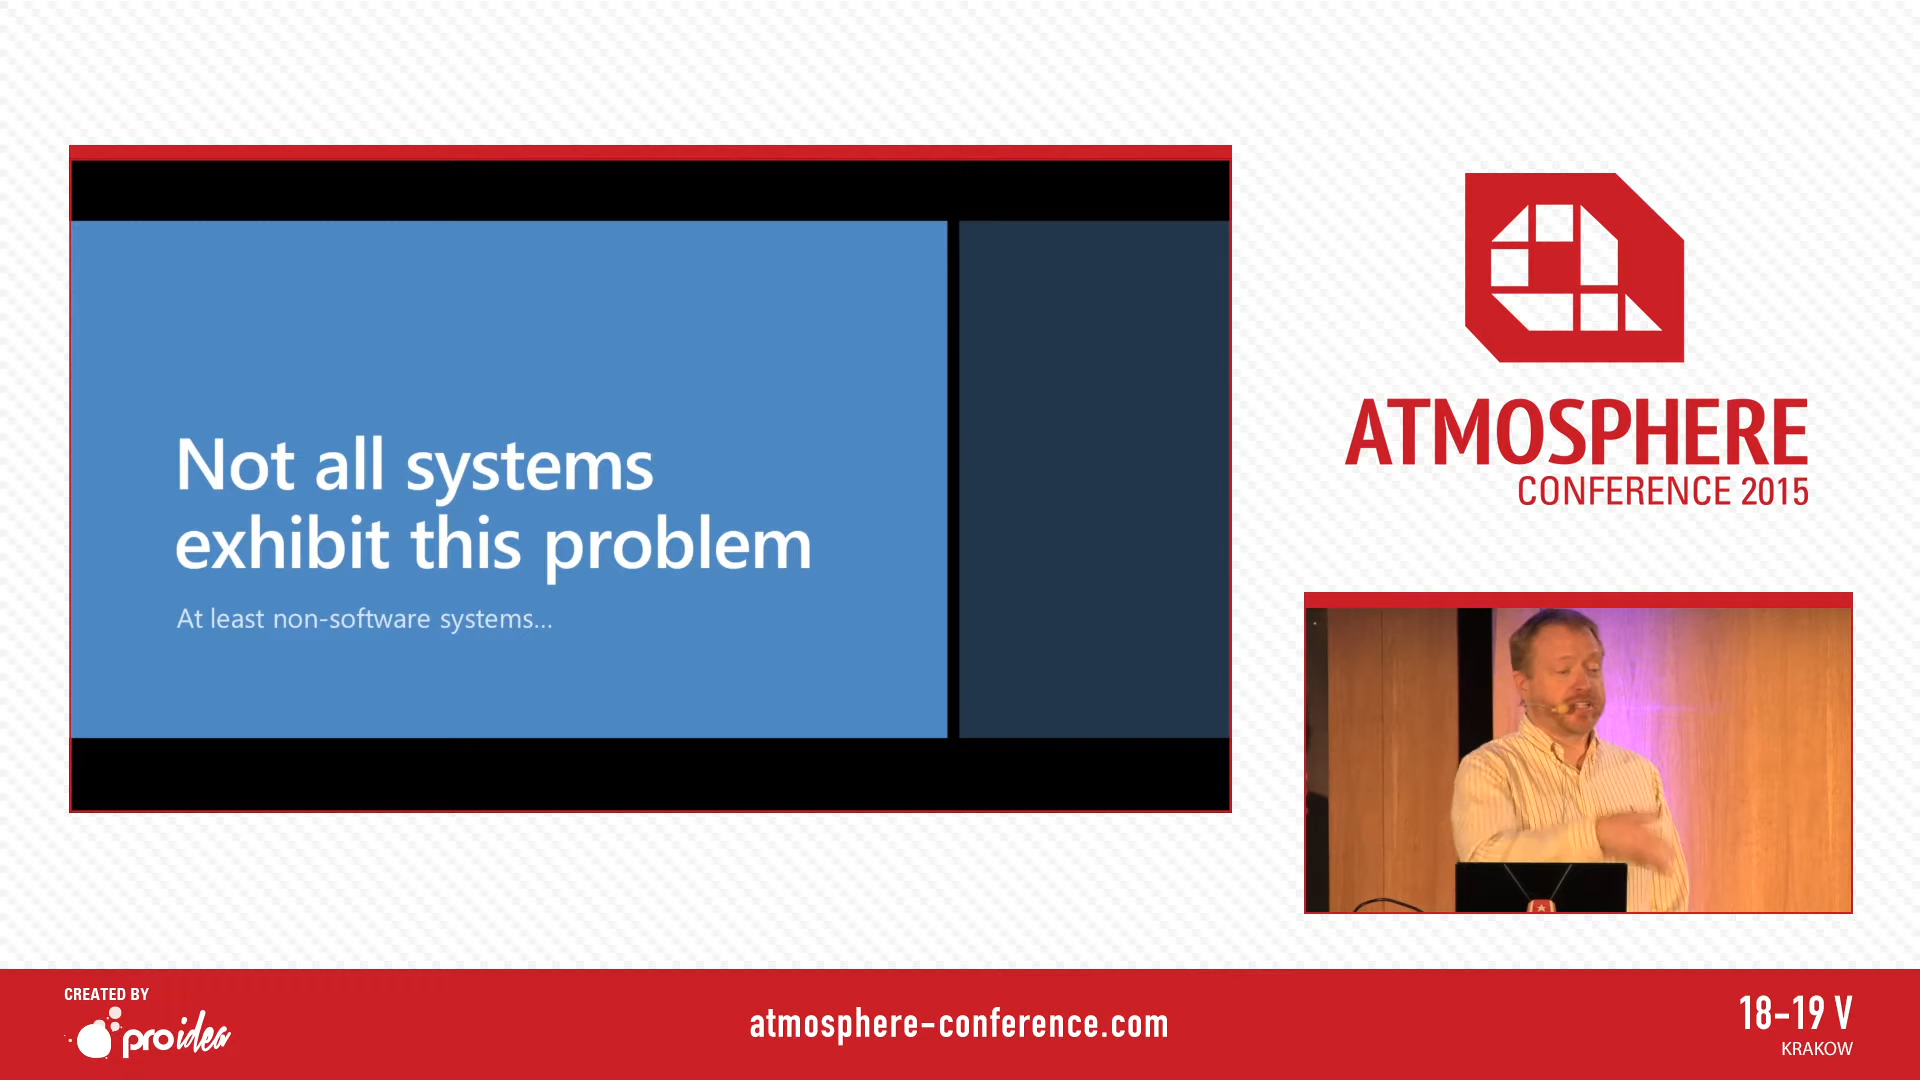 Not all systems
exhibit this problem
At least non-software systems...
ATMOSPHERE
CONFERENCE 2015
CREATED BY
proidea
atmosphere-conference.com
18-19 V
KRAKOW